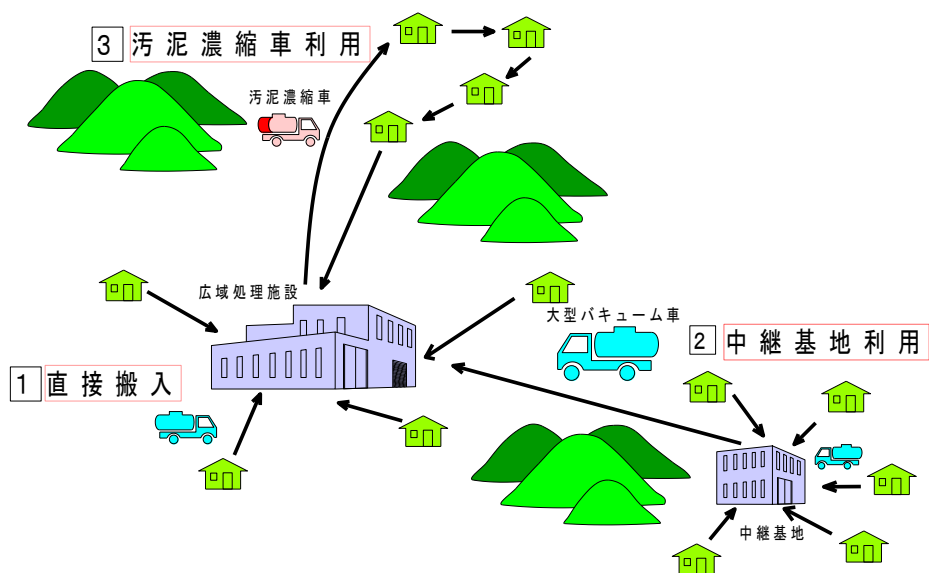 3 汚泥濃縮車利用
汚泥濃縮車
広域処理施設
大型バキューム車
2 中継基地利用
1 直接搬入
中継基地